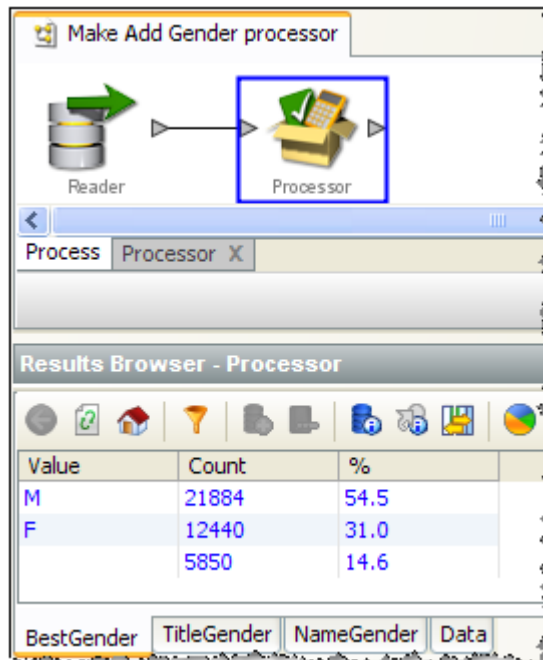 Make Add Gender processor
Reader
Processor
Process
Processor X
Results Browser - Processor
Value Count %
M 21884 54.5
F 12440 31.0
5850 14.6
BestGender TitleGender NameGender Data